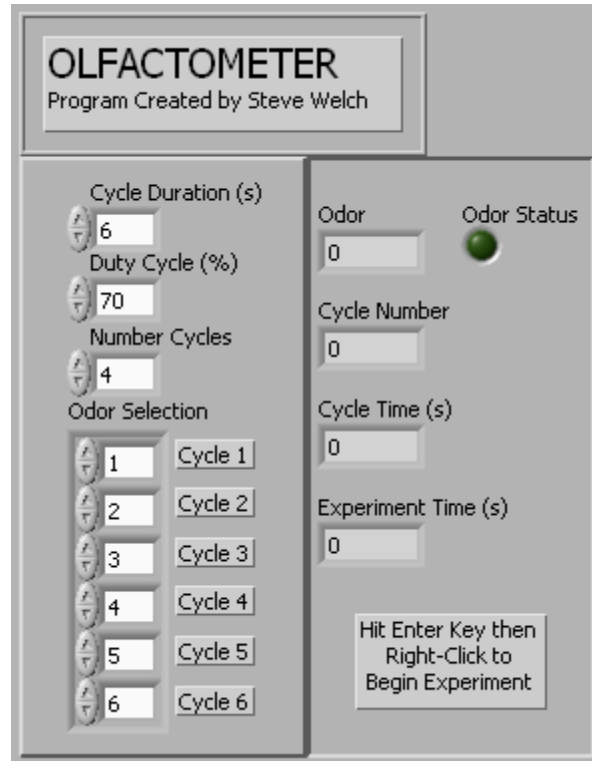 OLFACTOMETER
Program Created by Steve Welch
Cycle Duration (s)
6
Duty Cycle (%)
70
Number Cycles
4
Odor Selection
1 Cycle 1
2 Cycle 2
3 Cycle 3
4 Cycle 4
5 Cycle 5
6 Cycle 6
Odor Odor Status
0
Cycle Number
0
Cycle Time (s)
0
Experiment Time (s)
0
Hit Enter Key then
Right-Click to
Begin Experiment